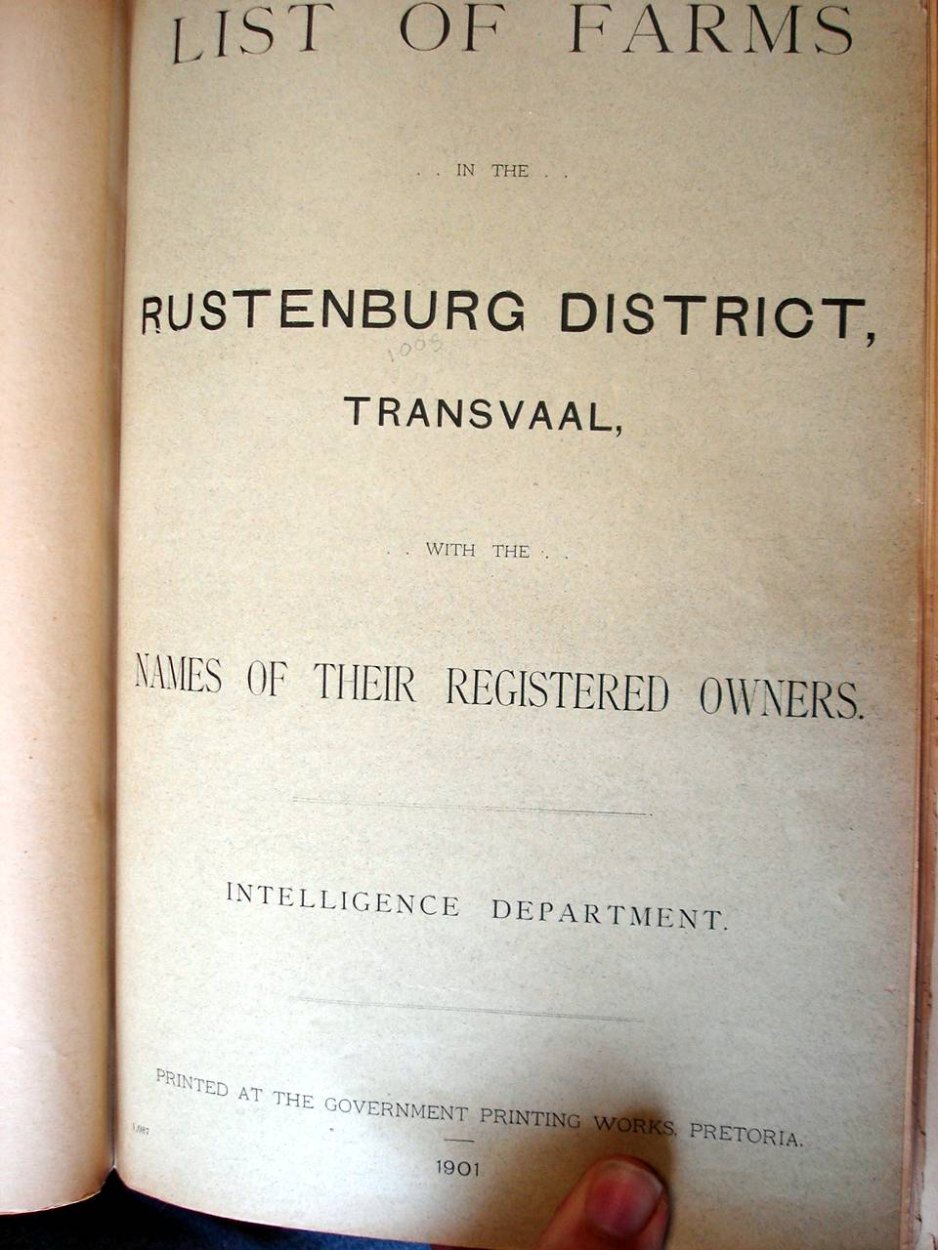 LIST OF FARMS
. . IN THE . .
RUSTENBURG DISTRICT,
TRANSVAAL,
. . WITH THE . .
NAMES OF THEIR REGISTERED OWNERS.
INTELLIGENCE DEPARTMENT.
PRINTED AT THE GOVERNMENT PRINTING WORKS, PRETORIA.
1901